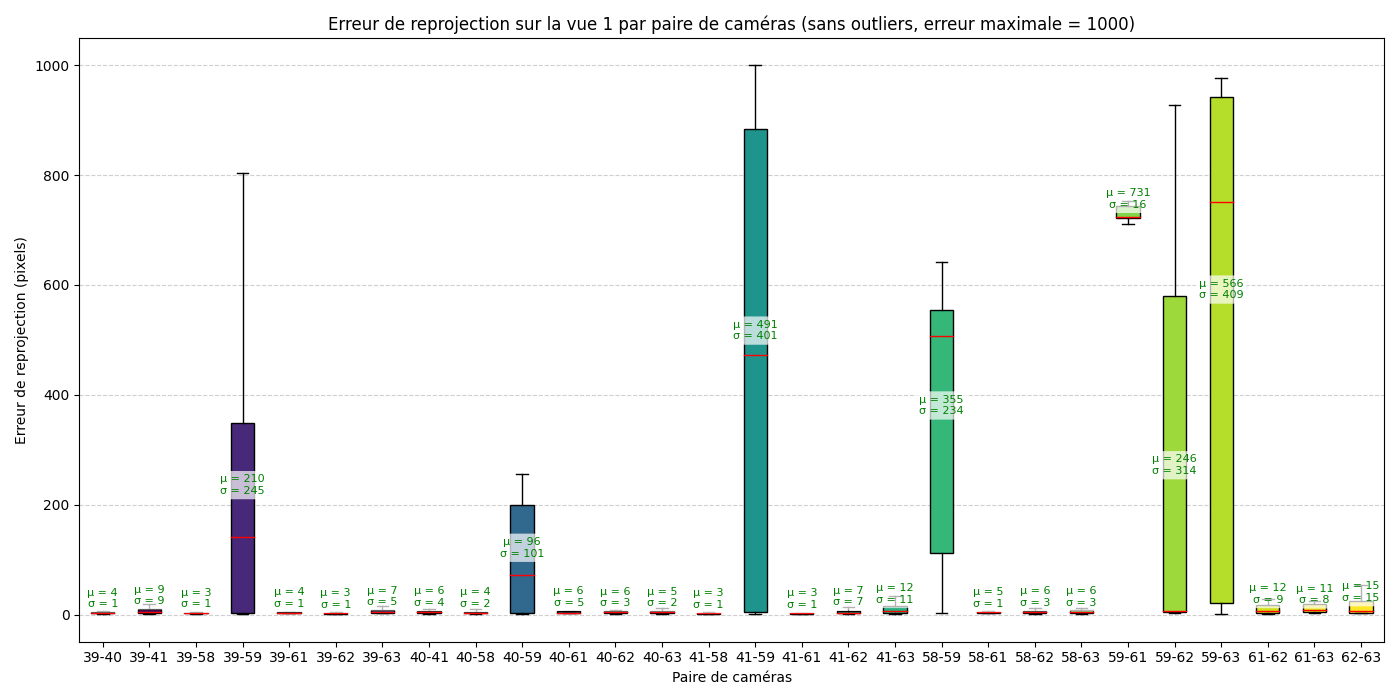 Erreur de reprojection sur la vue 1 par paire de caméras (sans outliers, erreur maximale = 1000)
Erreur de reprojection (pixels)
1000
800
600
400
200
0
μ = 4
σ = 1
μ = 9
σ = 9
μ = 3
σ = 1
μ = 210
σ = 245
μ = 4
σ = 1
μ = 3
σ = 1
μ = 7
σ = 5
μ = 6
σ = 4
μ = 4
σ = 2
μ = 96
σ = 101
μ = 6
σ = 5
μ = 6
σ = 3
μ = 5
σ = 2
μ = 3
σ = 1
μ = 491
σ = 401
μ = 3
σ = 1
μ = 7
σ = 7
μ = 12
σ = 11
μ = 355
σ = 234
μ = 5
σ = 1
μ = 6
σ = 3
μ = 6
σ = 3
μ = 731
σ = 16
μ = 246
σ = 314
μ = 566
σ = 409
μ = 12
σ = 9
μ = 11
σ = 8
μ = 15
σ = 15
39-40 39-41 39-58 39-59 39-61 39-62 39-63 40-41 40-58 40-59 40-61 40-62 40-63 41-58 41-59 41-61 41-62 41-63 58-59 58-61 58-62 58-63 59-61 59-62 59-63 61-62 61-63 62-63
Paire de caméras